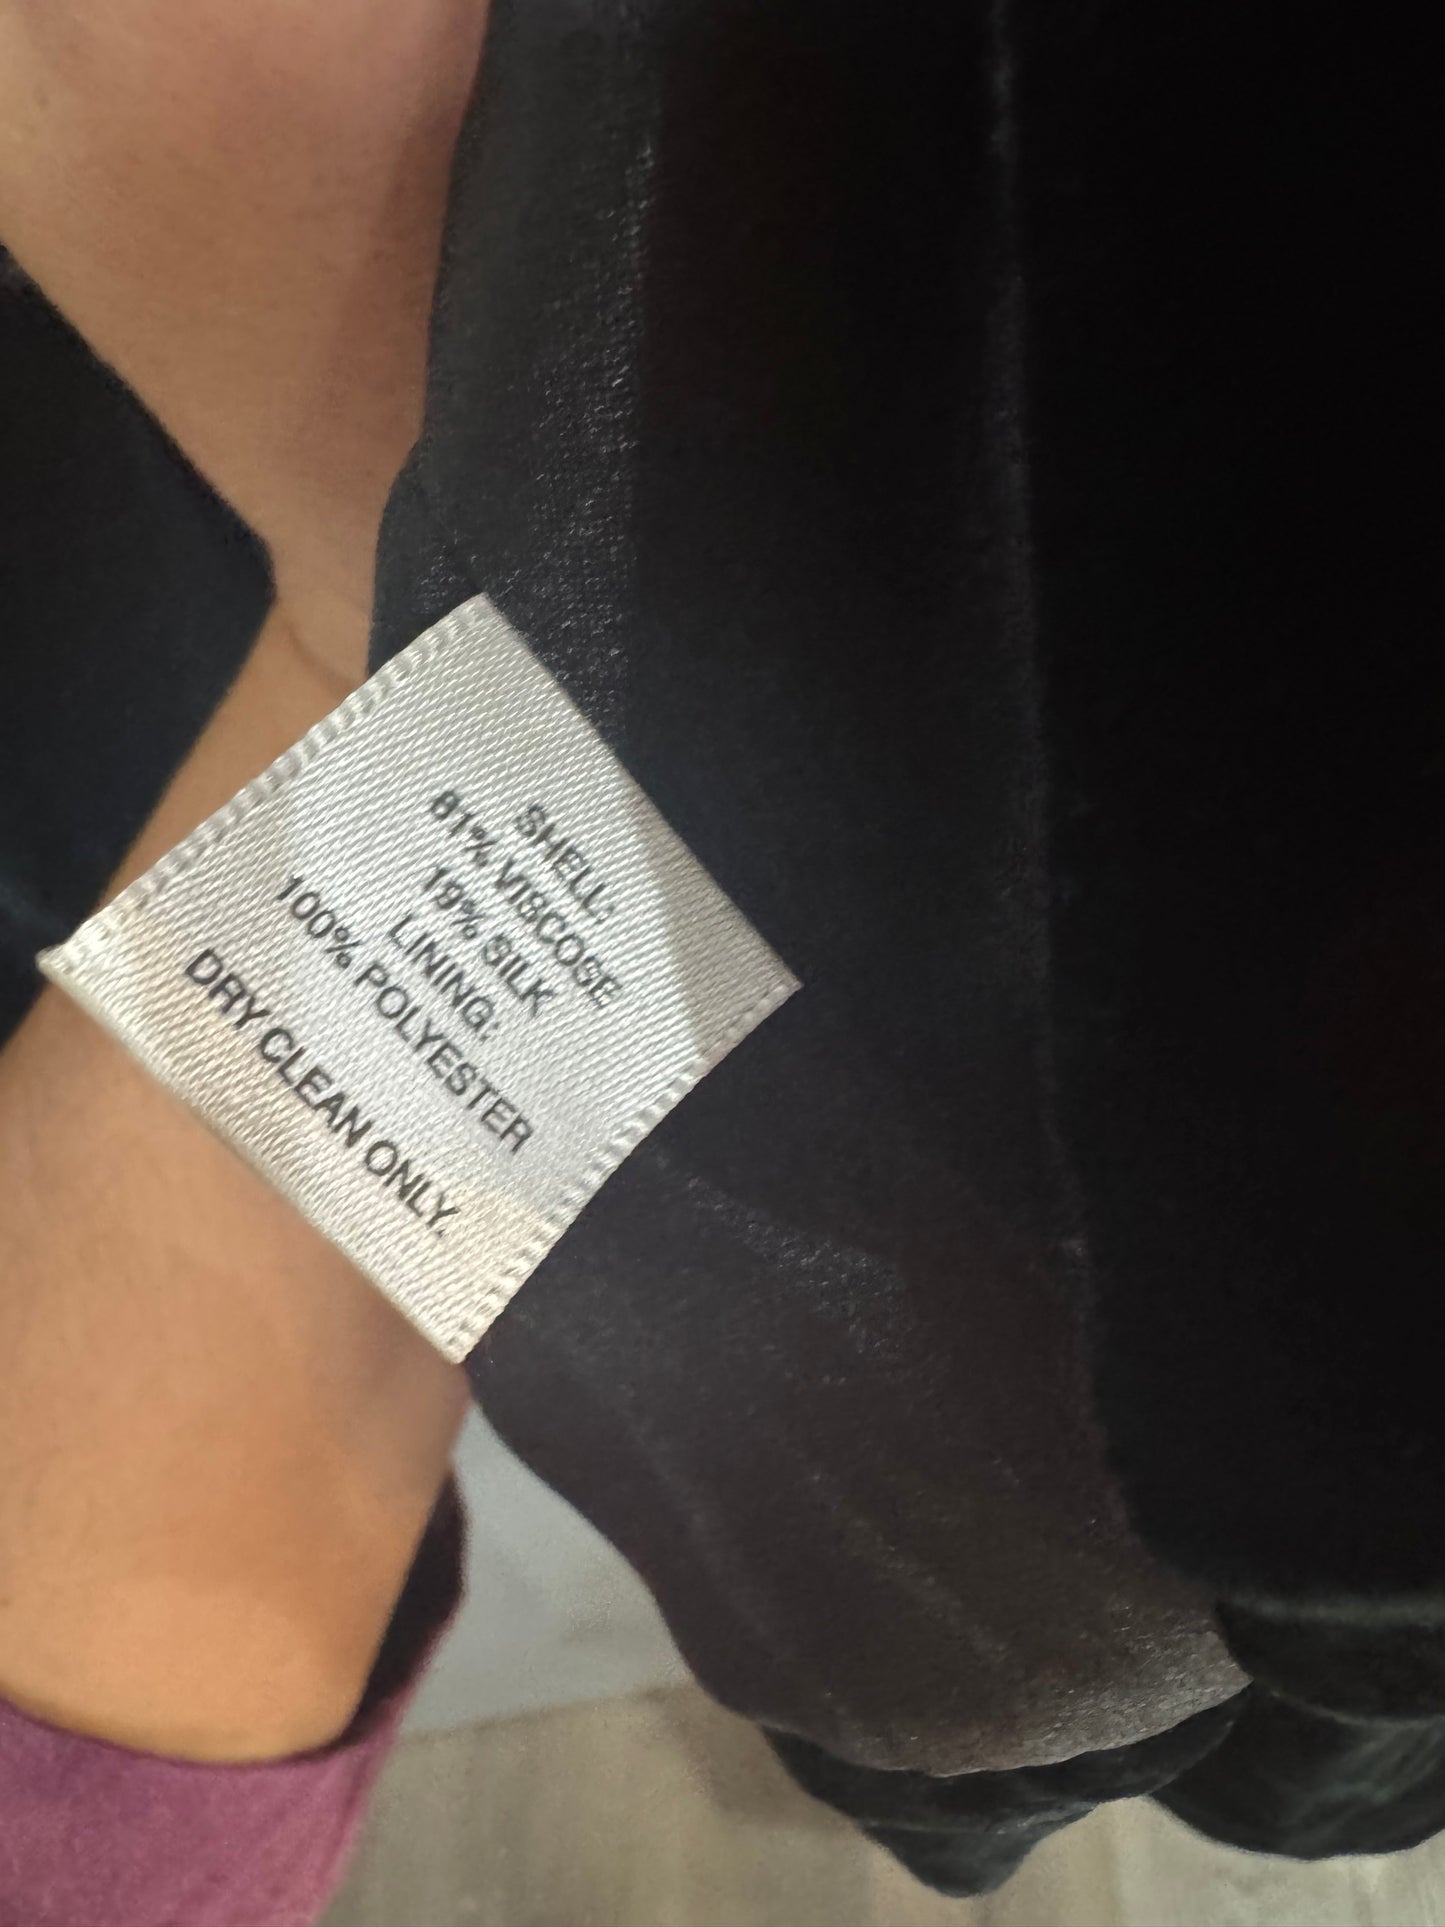 SHELL:
81% VISCOSE
19% SILK
LINING:
100% POLYESTER
DRY CLEAN ONLY.